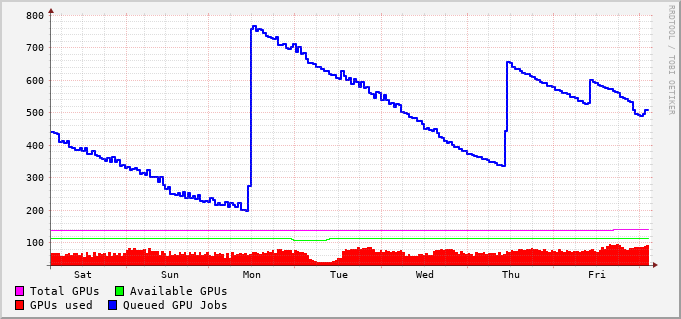 RRDTOOL / TOBI OETIKER
800
700
600
500
400
300
200
100
Sat Sun Mon Tue Wed Thu Fri
Total GPUs Available GPUs
GPUs used Queued GPU Jobs